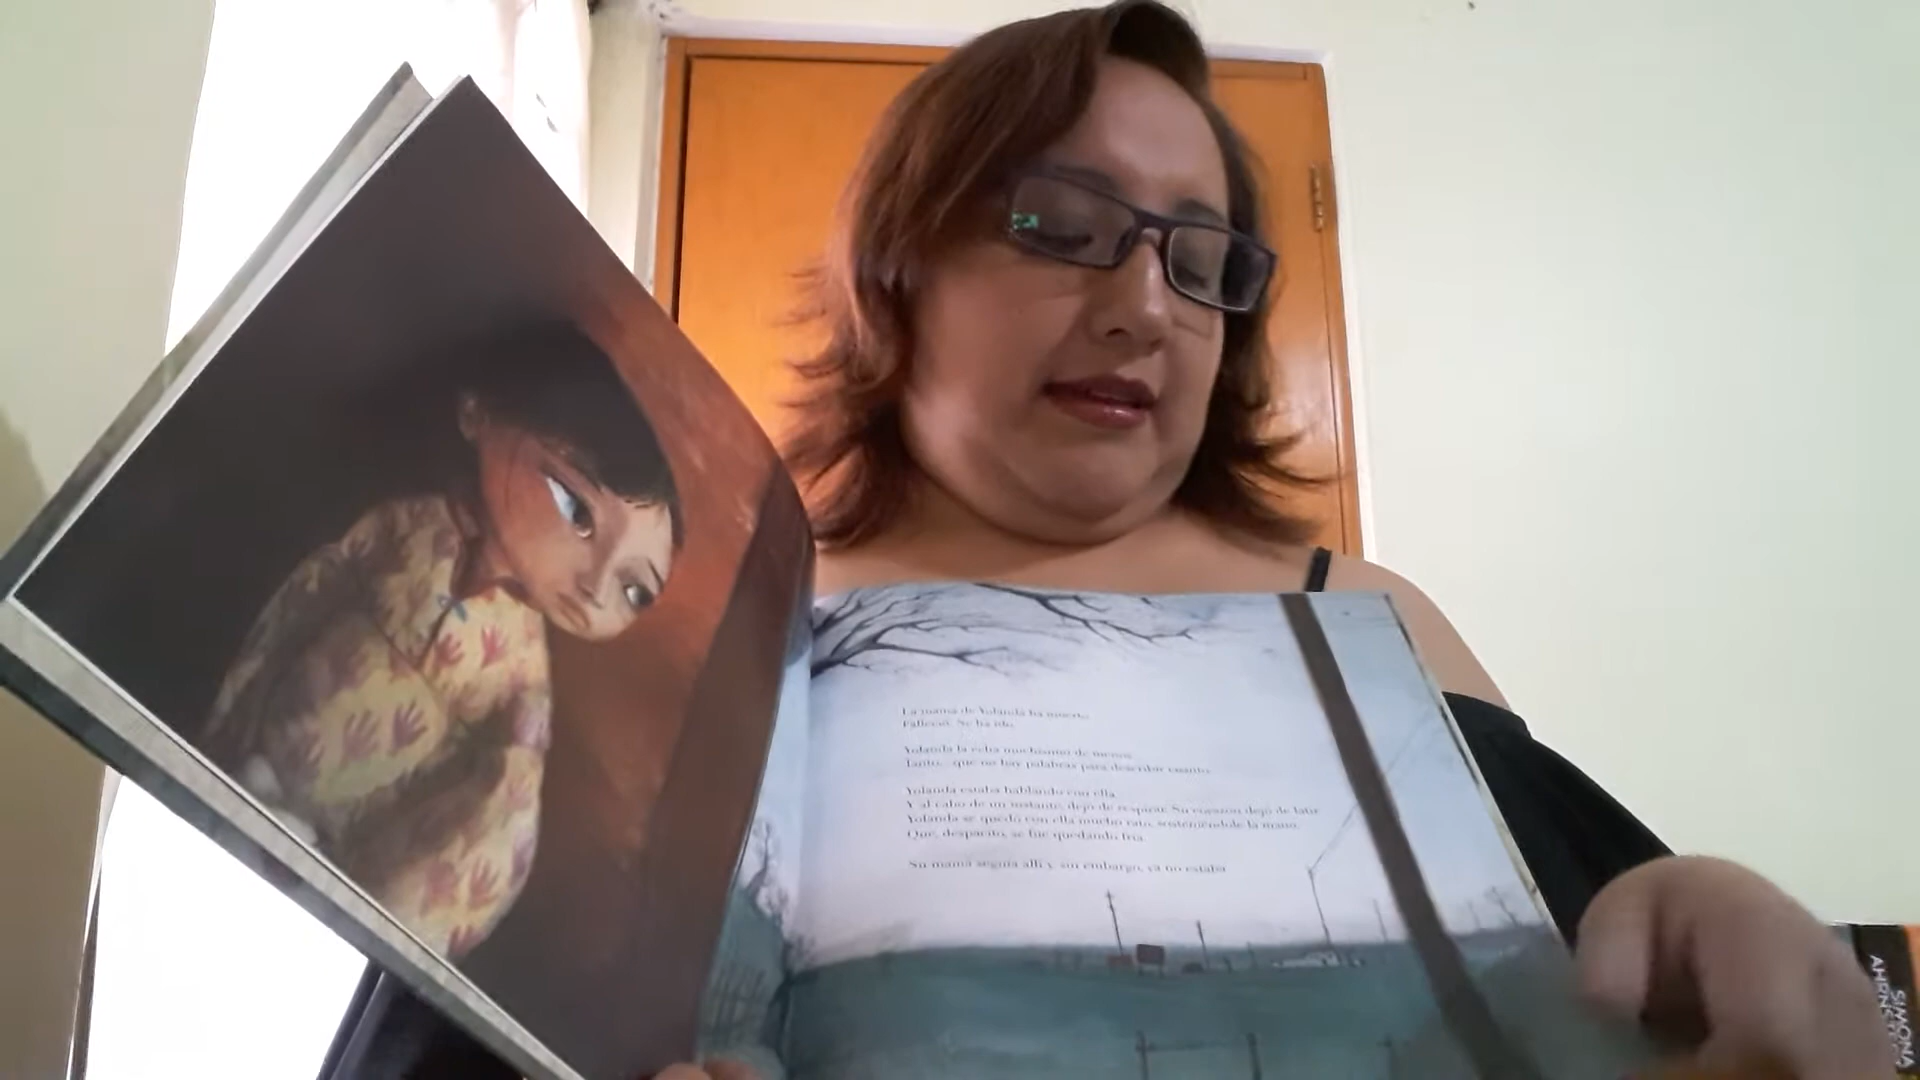 La mamá de Yolanda ha muerto.
Falleció. Se ha ido.
Yolanda la echa muchísimo de menos.
Tanto... que no hay palabras para describir cuánto.
Yolanda estaba hablando con ella.
Y al cabo de un instante, dejó de respirar. Su corazón dejó de latir.
Yolanda se quedó con ella mucho rato, sosteniéndole la mano.
Que, despacito, se fue quedando fría.
Su mamá seguía allí y, sin embargo, ya no estaba.
SIMONA